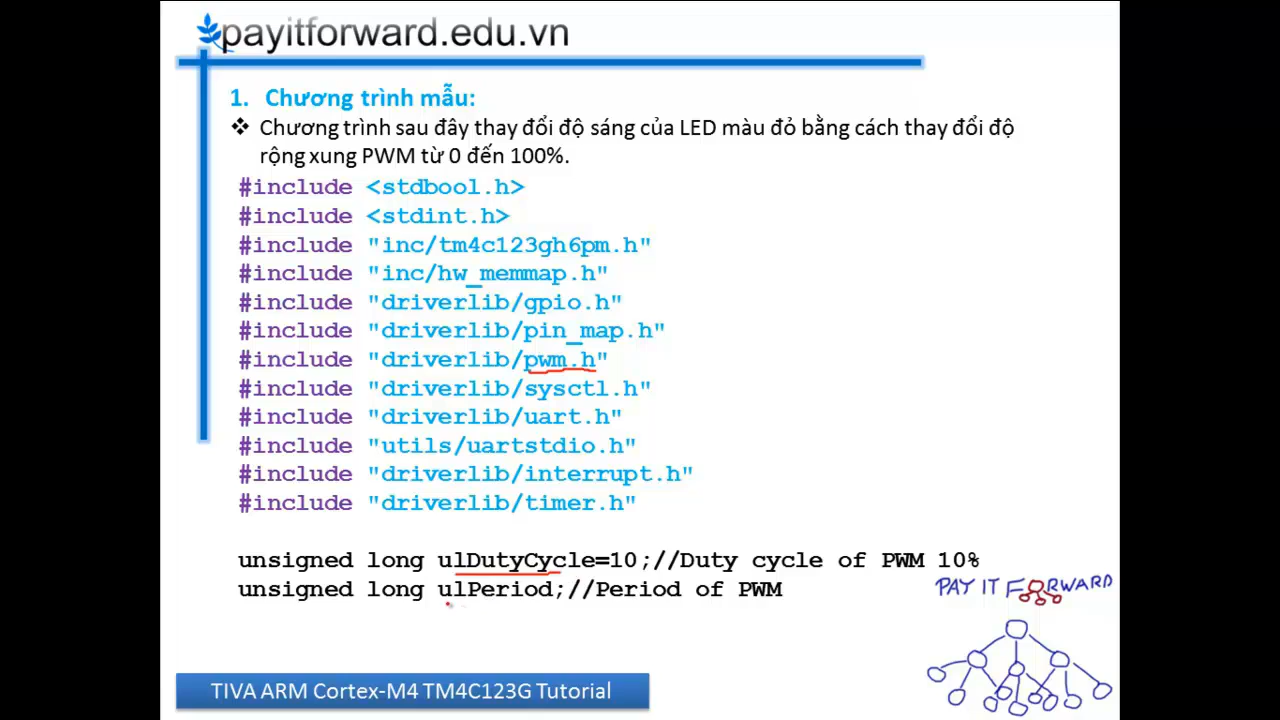 payitforward.edu.vn
1. Chương trình mẫu:
❖ Chương trình sau đây thay đổi độ sáng của LED màu đỏ bằng cách thay đổi độ
rộng xung PWM từ 0 đến 100%.
#include <stdbool.h>
#include <stdint.h>
#include "inc/tm4c123gh6pm.h"
#include "inc/hw_memmap.h"
#include "driverlib/gpio.h"
#include "driverlib/pin_map.h"
#include "driverlib/pwm.h"
#include "driverlib/sysctl.h"
#include "driverlib/uart.h"
#include "utils/uartstdio.h"
#include "driverlib/interrupt.h"
#include "driverlib/timer.h"
unsigned long ulDutyCycle=10;//Duty cycle of PWM 10%
unsigned long ulPeriod;//Period of PWM
PAY IT FORWARD
TIVA ARM Cortex-M4 TM4C123G Tutorial